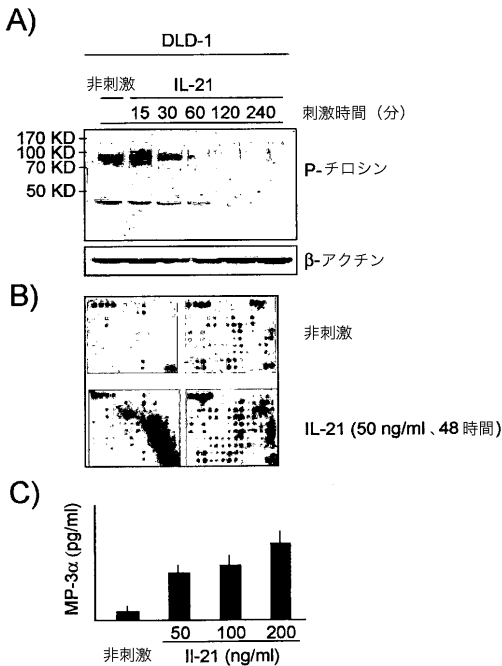 A)
DLD-1
非刺激 IL-21
15 30 60 120 240 刺激時間（分）
170 KD
100 KD
70 KD
50 KD
P-チロシン
β-アクチン
B)
非刺激
IL-21 (50 ng/ml、48 時間)
C)
MP-3α (pg/ml)
50 100 200
非刺激 Il-21 (ng/ml)